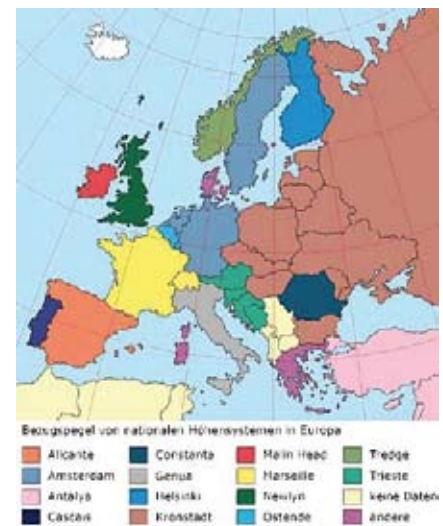 Bezugspegel von nationalen Höhensystemen in Europa
Alicante
Constanta
Malin Head
Tredge
Amsterdam
Genua
Marseille
Trieste
Antalya
Helsinki
Newlyn
keine Daten
Cascais
Kronstadt
Ostende
andere